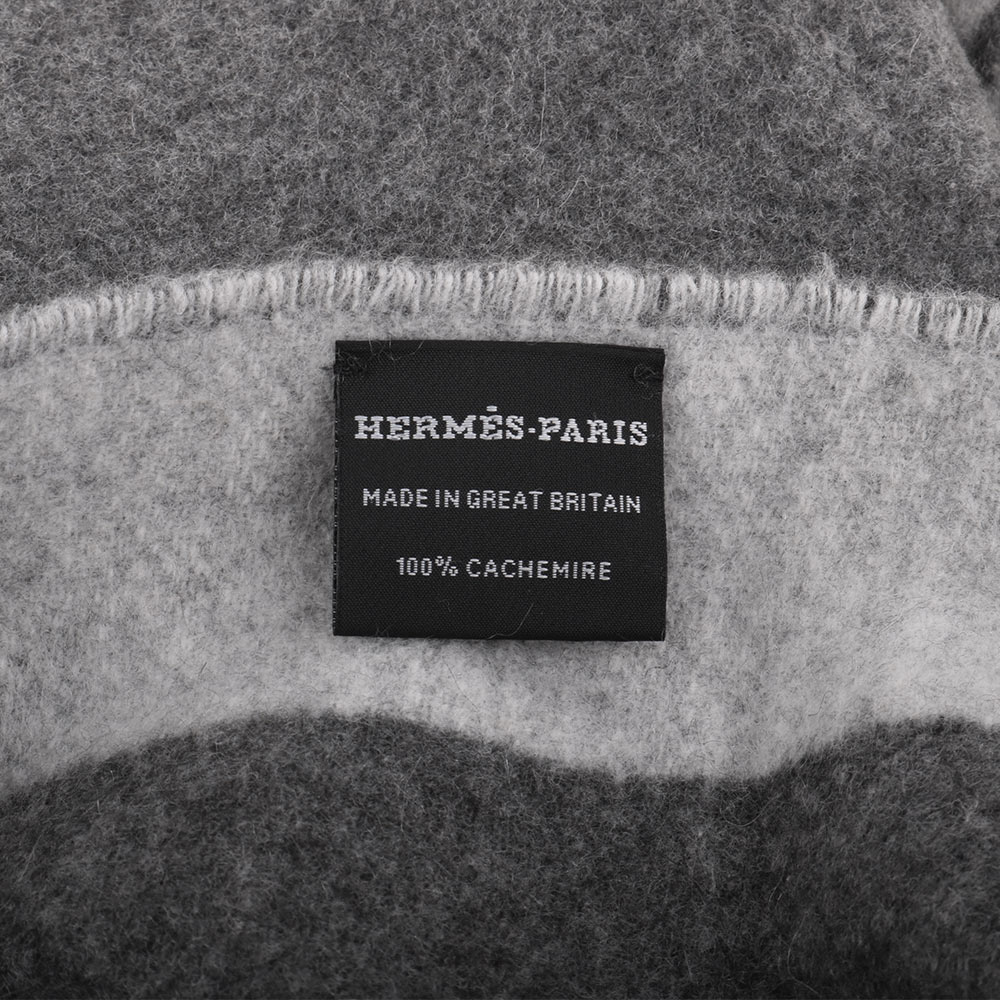 HERMÈS-PARIS
MADE IN GREAT BRITAIN
100% CACHEMIRE